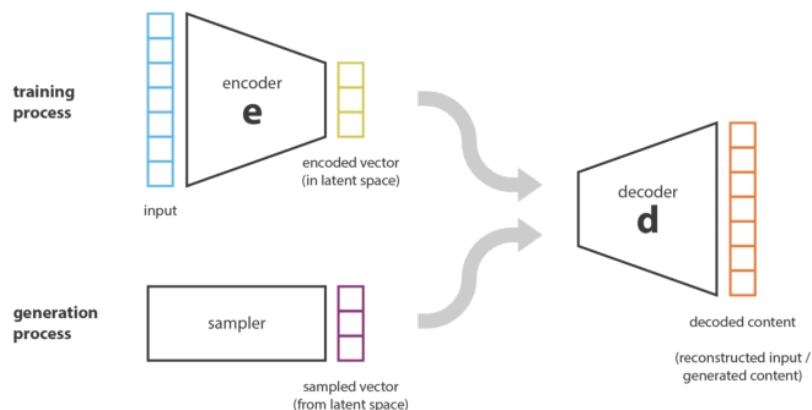 training
process
encoder
e
encoded vector
(in latent space)
input
decoder
d
generation
process
sampler
sampled vector
(from latent space)
decoded content
(reconstructed input /
generated content)